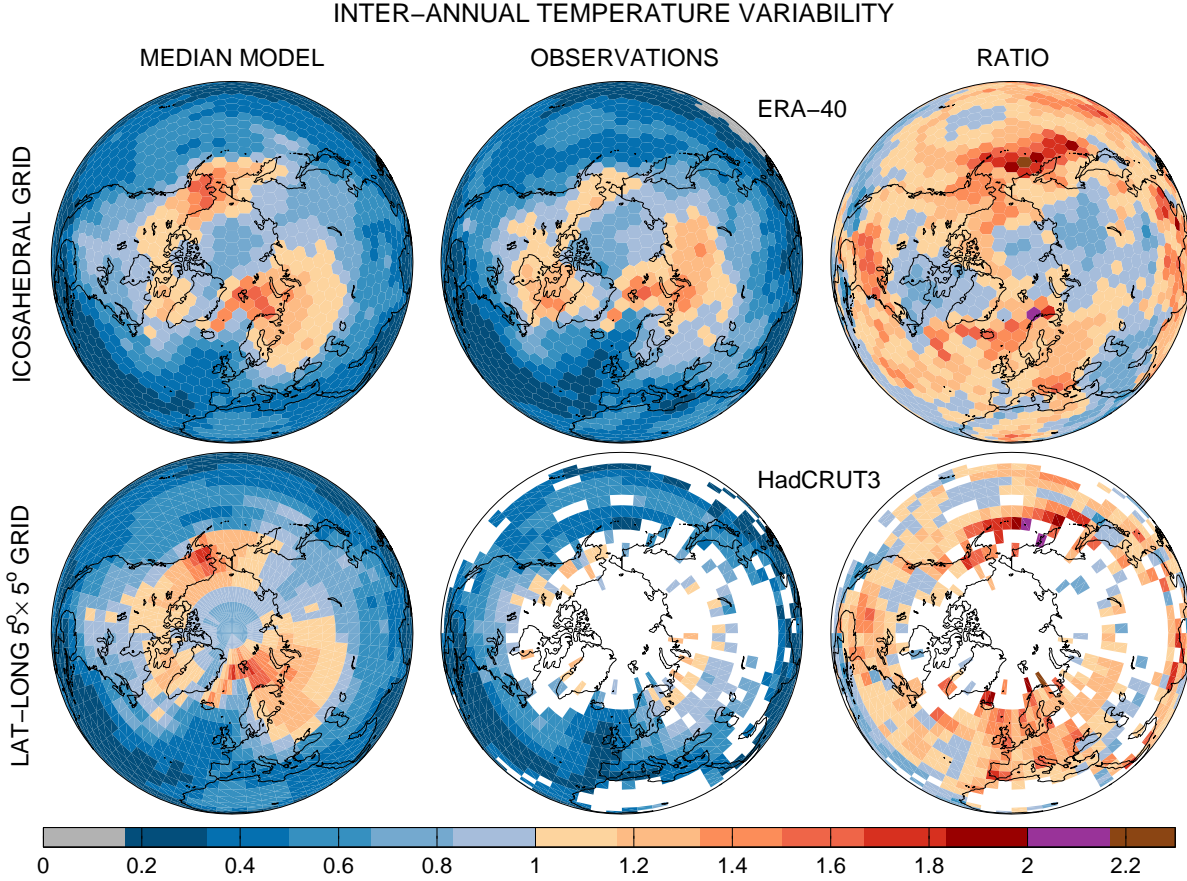 INTER−ANNUAL TEMPERATURE VARIABILITY
MEDIAN MODEL
OBSERVATIONS
RATIO
ERA−40
ICOSAHEDRAL GRID
HadCRUT3
LAT−LONG 5°× 5° GRID
0 0.2 0.4 0.6 0.8 1 1.2 1.4 1.6 1.8 2 2.2